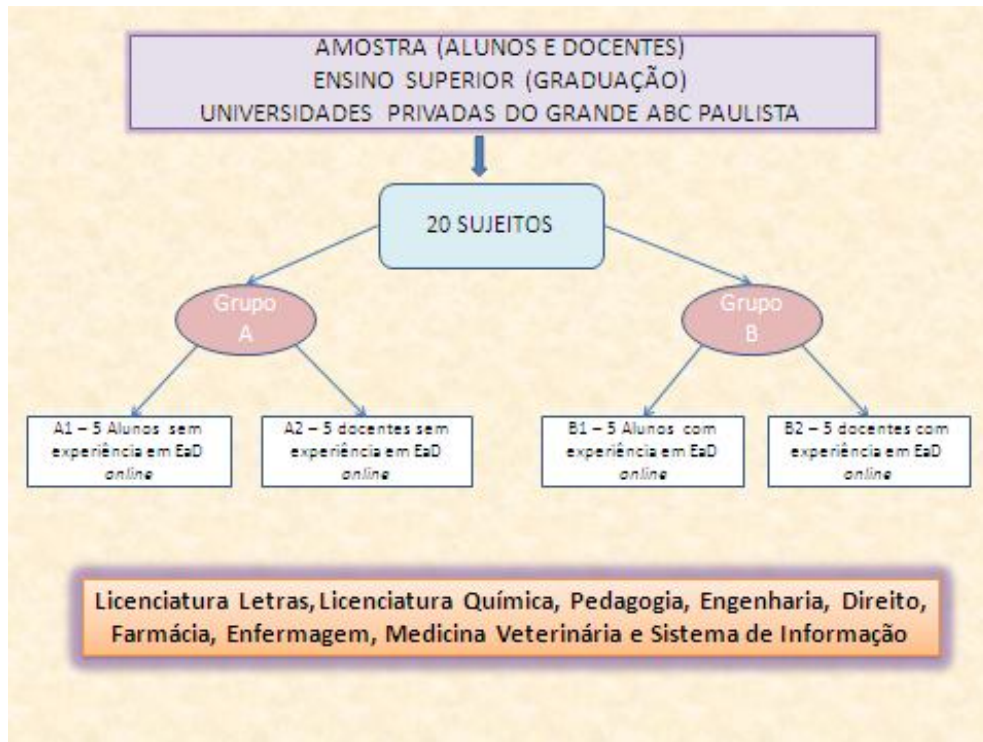 AMOSTRA (ALUNOS E DOCENTES)
ENSINO SUPERIOR (GRADUAÇÃO)
UNIVERSIDADES PRIVADAS DO GRANDE ABC PAULISTA
20 SUJEITOS
Grupo
A
Grupo
B
A1 – 5 Alunos sem
experiência em EaD
online
A2 – 5 docentes sem
experiência em EaD
online
B1 – 5 Alunos com
experiência em EaD
online
B2 – 5 docentes com
experiência em EaD
online
Licenciatura Letras, Licenciatura Química, Pedagogia, Engenharia, Direito,
Farmácia, Enfermagem, Medicina Veterinária e Sistema de Informação